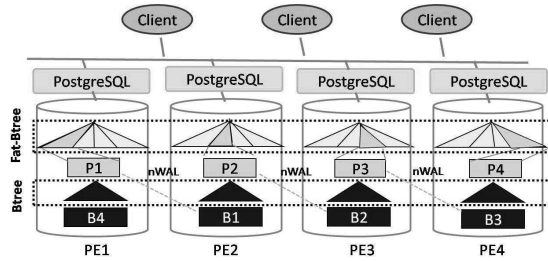 Client Client Client
PostgreSQL PostgreSQL PostgreSQL PostgreSQL
Fat-Btree
P1 nWAL P2 nWAL P3 nWAL P4
Btree
B4 B1 B2 B3
PE1 PE2 PE3 PE4